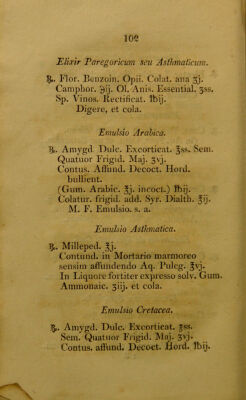 102
Elixir Paregoricum seu Asthmaticum.
℞. Flor. Benzoin. Opii. Colat. ana ʒj.
Camphor. ℈ij. Ol. Anis. Essential. ʒss.
Sp. Vinos. Rectificat. ℔ij.
Digere, et cola.
Emulsio Arabica.
℞. Amygd. Dulc. Excorticat. ℥ss. Sem.
Quatuor Frigid. Maj. ʒvj.
Contus. Affund. Decoct. Hord.
bullient.
(Gum. Arabic. ℥j. incoct.) ℔ij.
Colatur. frigid. add. Syr. Dialth. ℥ij.
M. F. Emulsio. s. a.
Emulsio Asthmatica.
℞. Milleped. ℥j.
Contund. in Mortario marmoreo
sensim affundendo Aq. Puleg. ℥vj.
In Liquore fortiter expresso solv. Gum.
Ammoniac. ʒiij. et cola.
Emulsio Cretacea.
℞. Amygd. Dulc. Excorticat. ℥ss.
Sem. Quatuor Frigid. Maj. ʒvj.
Contus. affund. Decoct. Hord. ℔ij.